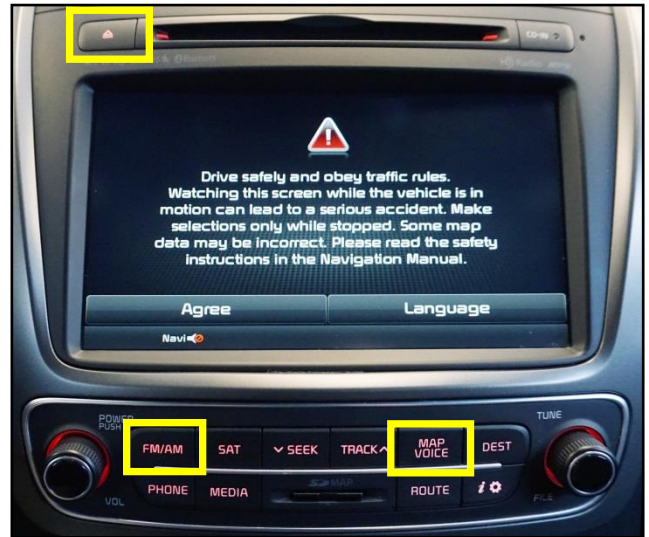 CD-IN
Drive safely and obey traffic rules.
Watching this screen while the vehicle is in
motion can lead to a serious accident. Make
selections only while stopped. Some map
data may be incorrect. Please read the safety
instructions in the Navigation Manual.
Agree Language
Navi
POWER
PUSH
VOL
FM/AM SAT SEEK TRACK MAP VOICE DEST
PHONE MEDIA SD MAP ROUTE i
TUNE
FILE